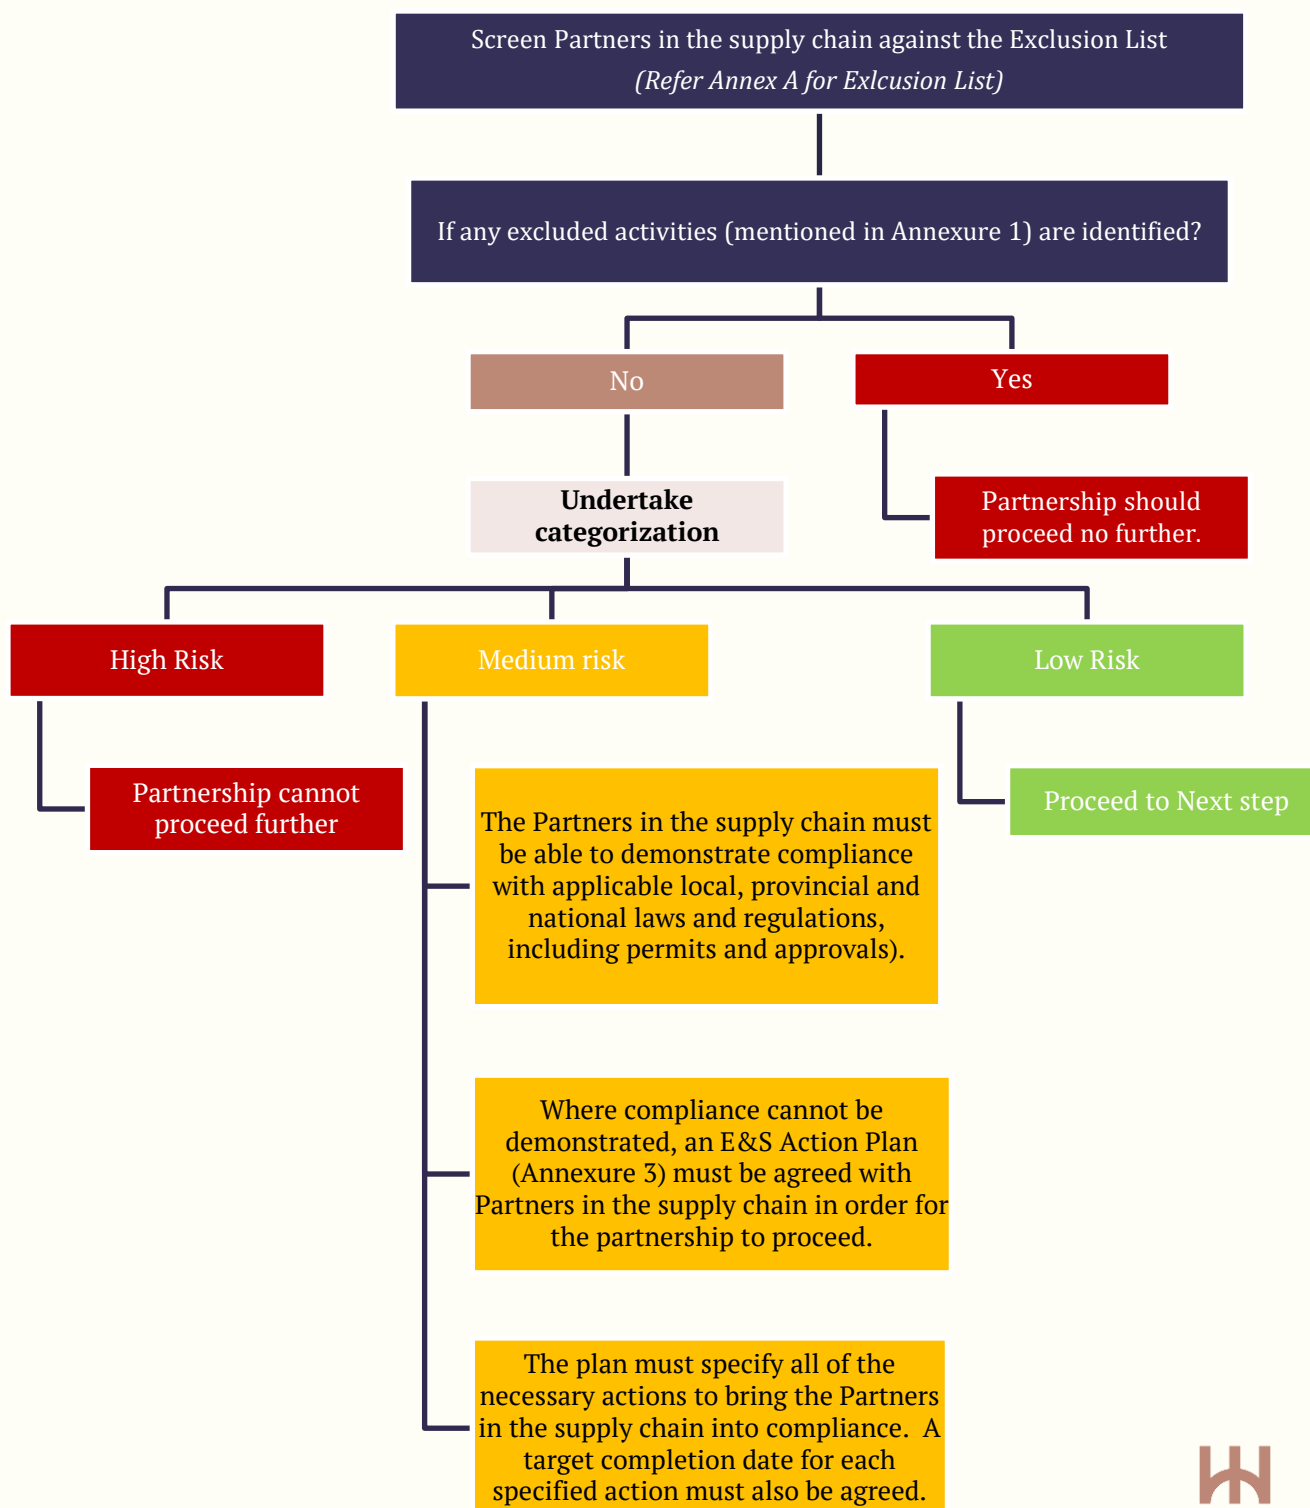 Screen Partners in the supply chain against the Exclusion List
(Refer Annex A for Exlcusion List)
If any excluded activities (mentioned in Annexure 1) are identified?
No
Yes
Undertake
categorization
Partnership should
proceed no further.
High Risk
Medium risk
Low Risk
Partnership cannot
proceed further
The Partners in the supply chain must
be able to demonstrate compliance
with applicable local, provincial and
national laws and regulations,
including permits and approvals).
Proceed to Next step
Where compliance cannot be
demonstrated, an E&S Action Plan
(Annexure 3) must be agreed with
Partners in the supply chain in order for
the partnership to proceed.
The plan must specify all of the
necessary actions to bring the Partners
in the supply chain into compliance.  A
target completion date for each
specified action must also be agreed.